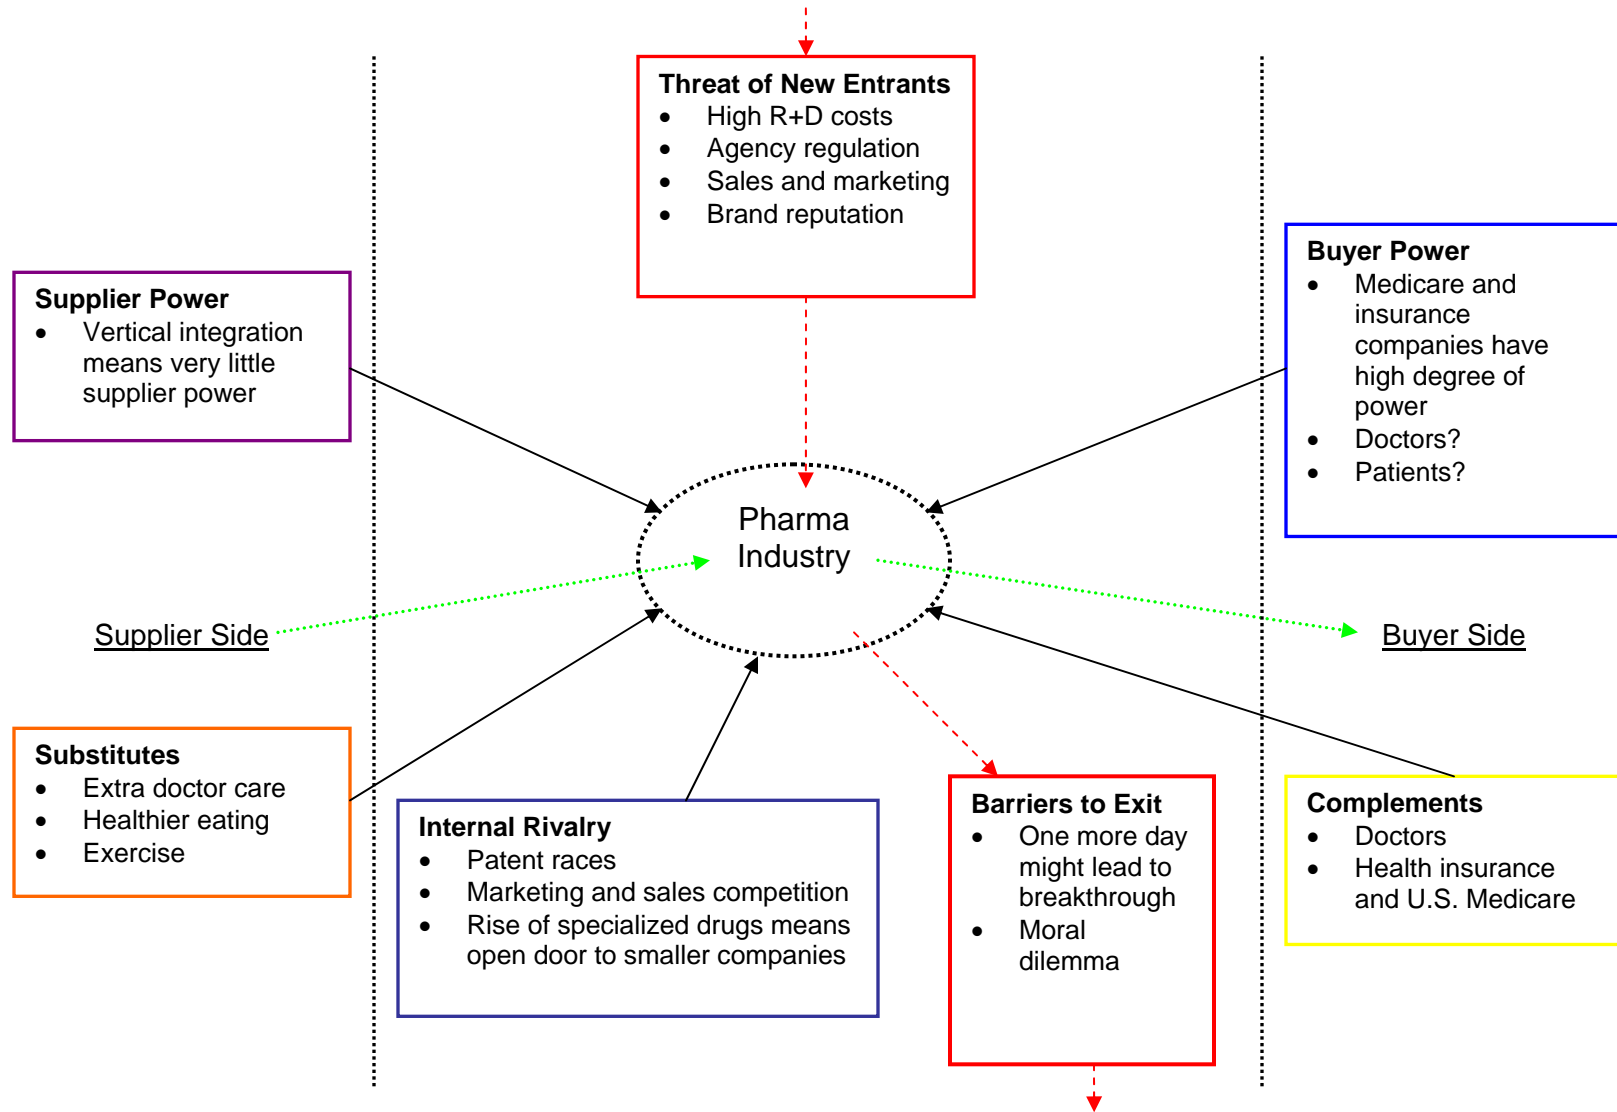 Threat of New Entrants
• High R+D costs
• Agency regulation
• Sales and marketing
• Brand reputation
Supplier Power
• Vertical integration
means very little
supplier power
Buyer Power
• Medicare and
insurance
companies have
high degree of
power
• Doctors?
• Patients?
Pharma
Industry
Supplier Side
Buyer Side
Substitutes
• Extra doctor care
• Healthier eating
• Exercise
Internal Rivalry
• Patent races
• Marketing and sales competition
• Rise of specialized drugs means
open door to smaller companies
Barriers to Exit
• One more day
might lead to
breakthrough
• Moral
dilemma
Complements
• Doctors
• Health insurance
and U.S. Medicare